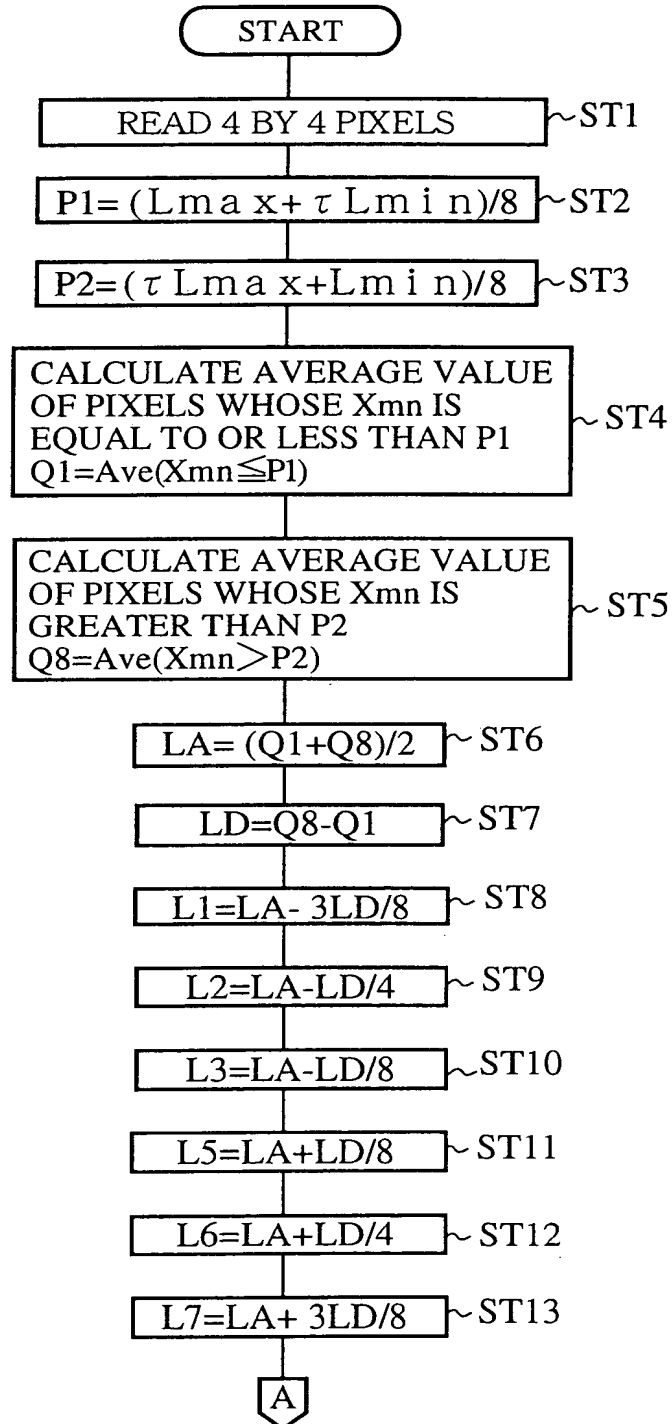 START
READ 4 BY 4 PIXELS
ST1
P1= (Lmax+ τ Lmin)/8
ST2
P2=(τ Lmax+Lmin)/8
ST3
CALCULATE AVERAGE VALUE
OF PIXELS WHOSE Xmn IS
EQUAL TO OR LESS THAN P1
Q1=Ave(Xmn≦P1)
ST4
CALCULATE AVERAGE VALUE
OF PIXELS WHOSE Xmn IS
GREATER THAN P2
Q8=Ave(Xmn>P2)
ST5
LA= (Q1+Q8)/2
ST6
LD=Q8-Q1
ST7
L1=LA- 3LD/8
ST8
L2=LA-LD/4
ST9
L3=LA-LD/8
ST10
L5=LA+LD/8
ST11
L6=LA+LD/4
ST12
L7=LA+ 3LD/8
ST13
A